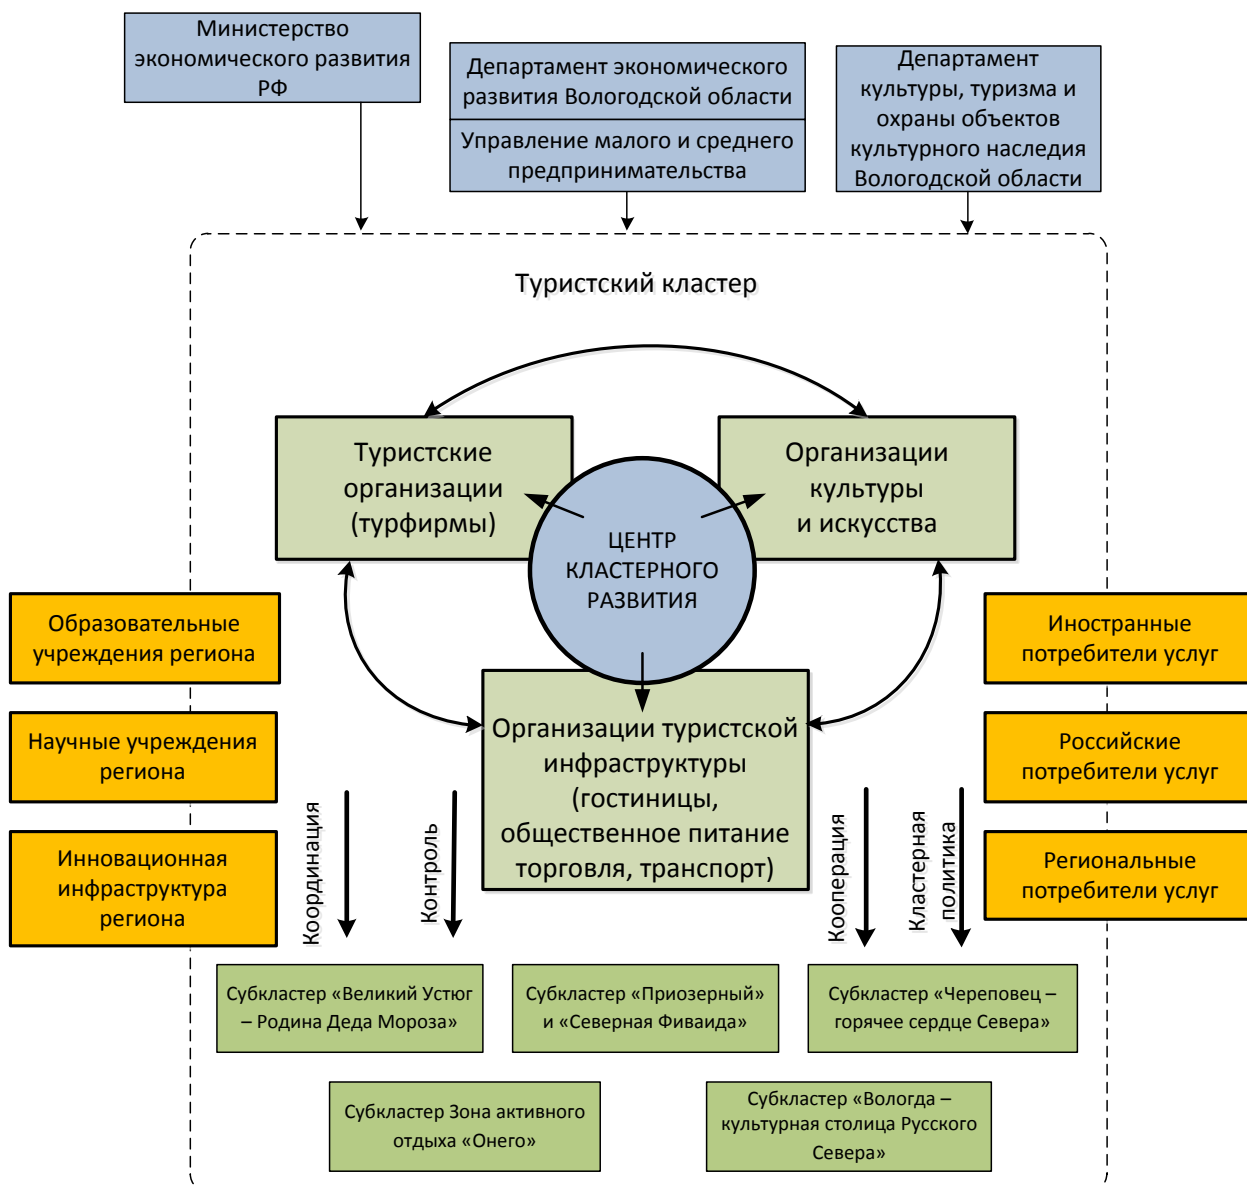 Министерство
экономического развития
РФ
Департамент экономического
развития Вологодской области
Управление малого и среднего
предпринимательства
Департамент
культуры, туризма и
охраны объектов
культурного наследия
Вологодской области
Туристский кластер
Туристские
организации
(турфирмы)
Организации
культуры
и искусства
ЦЕНТР
КЛАСТЕРНОГО
РАЗВИТИЯ
Организации туристской
инфраструктуры
(гостиницы,
общественное питание
торговля, транспорт)
Образовательные
учреждения региона
Научные учреждения
региона
Инновационная
инфраструктура
региона
Иностранные
потребители услуг
Российские
потребители услуг
Региональные
потребители услуг
Координация
Контроль
Кооперация
Кластерная
политика
Субкластер «Великий Устюг
– Родина Деда Мороза»
Субкластер «Приозерный»
и «Северная Фиваида»
Субкластер «Череповец –
горячее сердце Севера»
Субкластер Зона активного
отдыха «Онего»
Субкластер «Вологда –
культурная столица Русского
Севера»